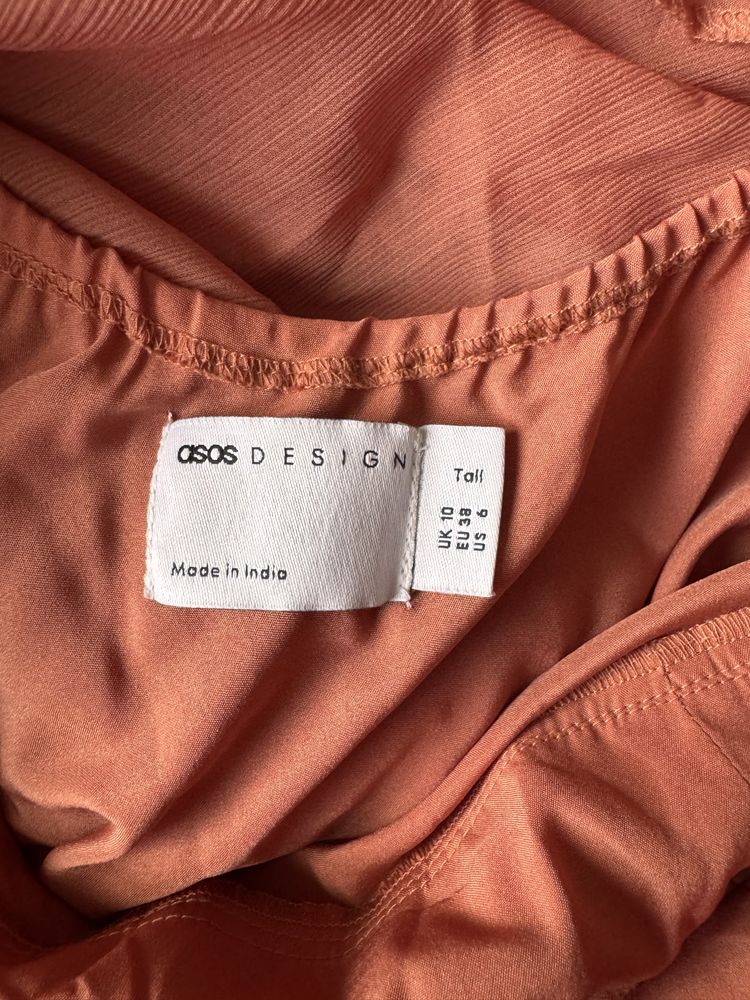 asos DESIGN
Made in India
Tall
UK 10
EU 38
US 6